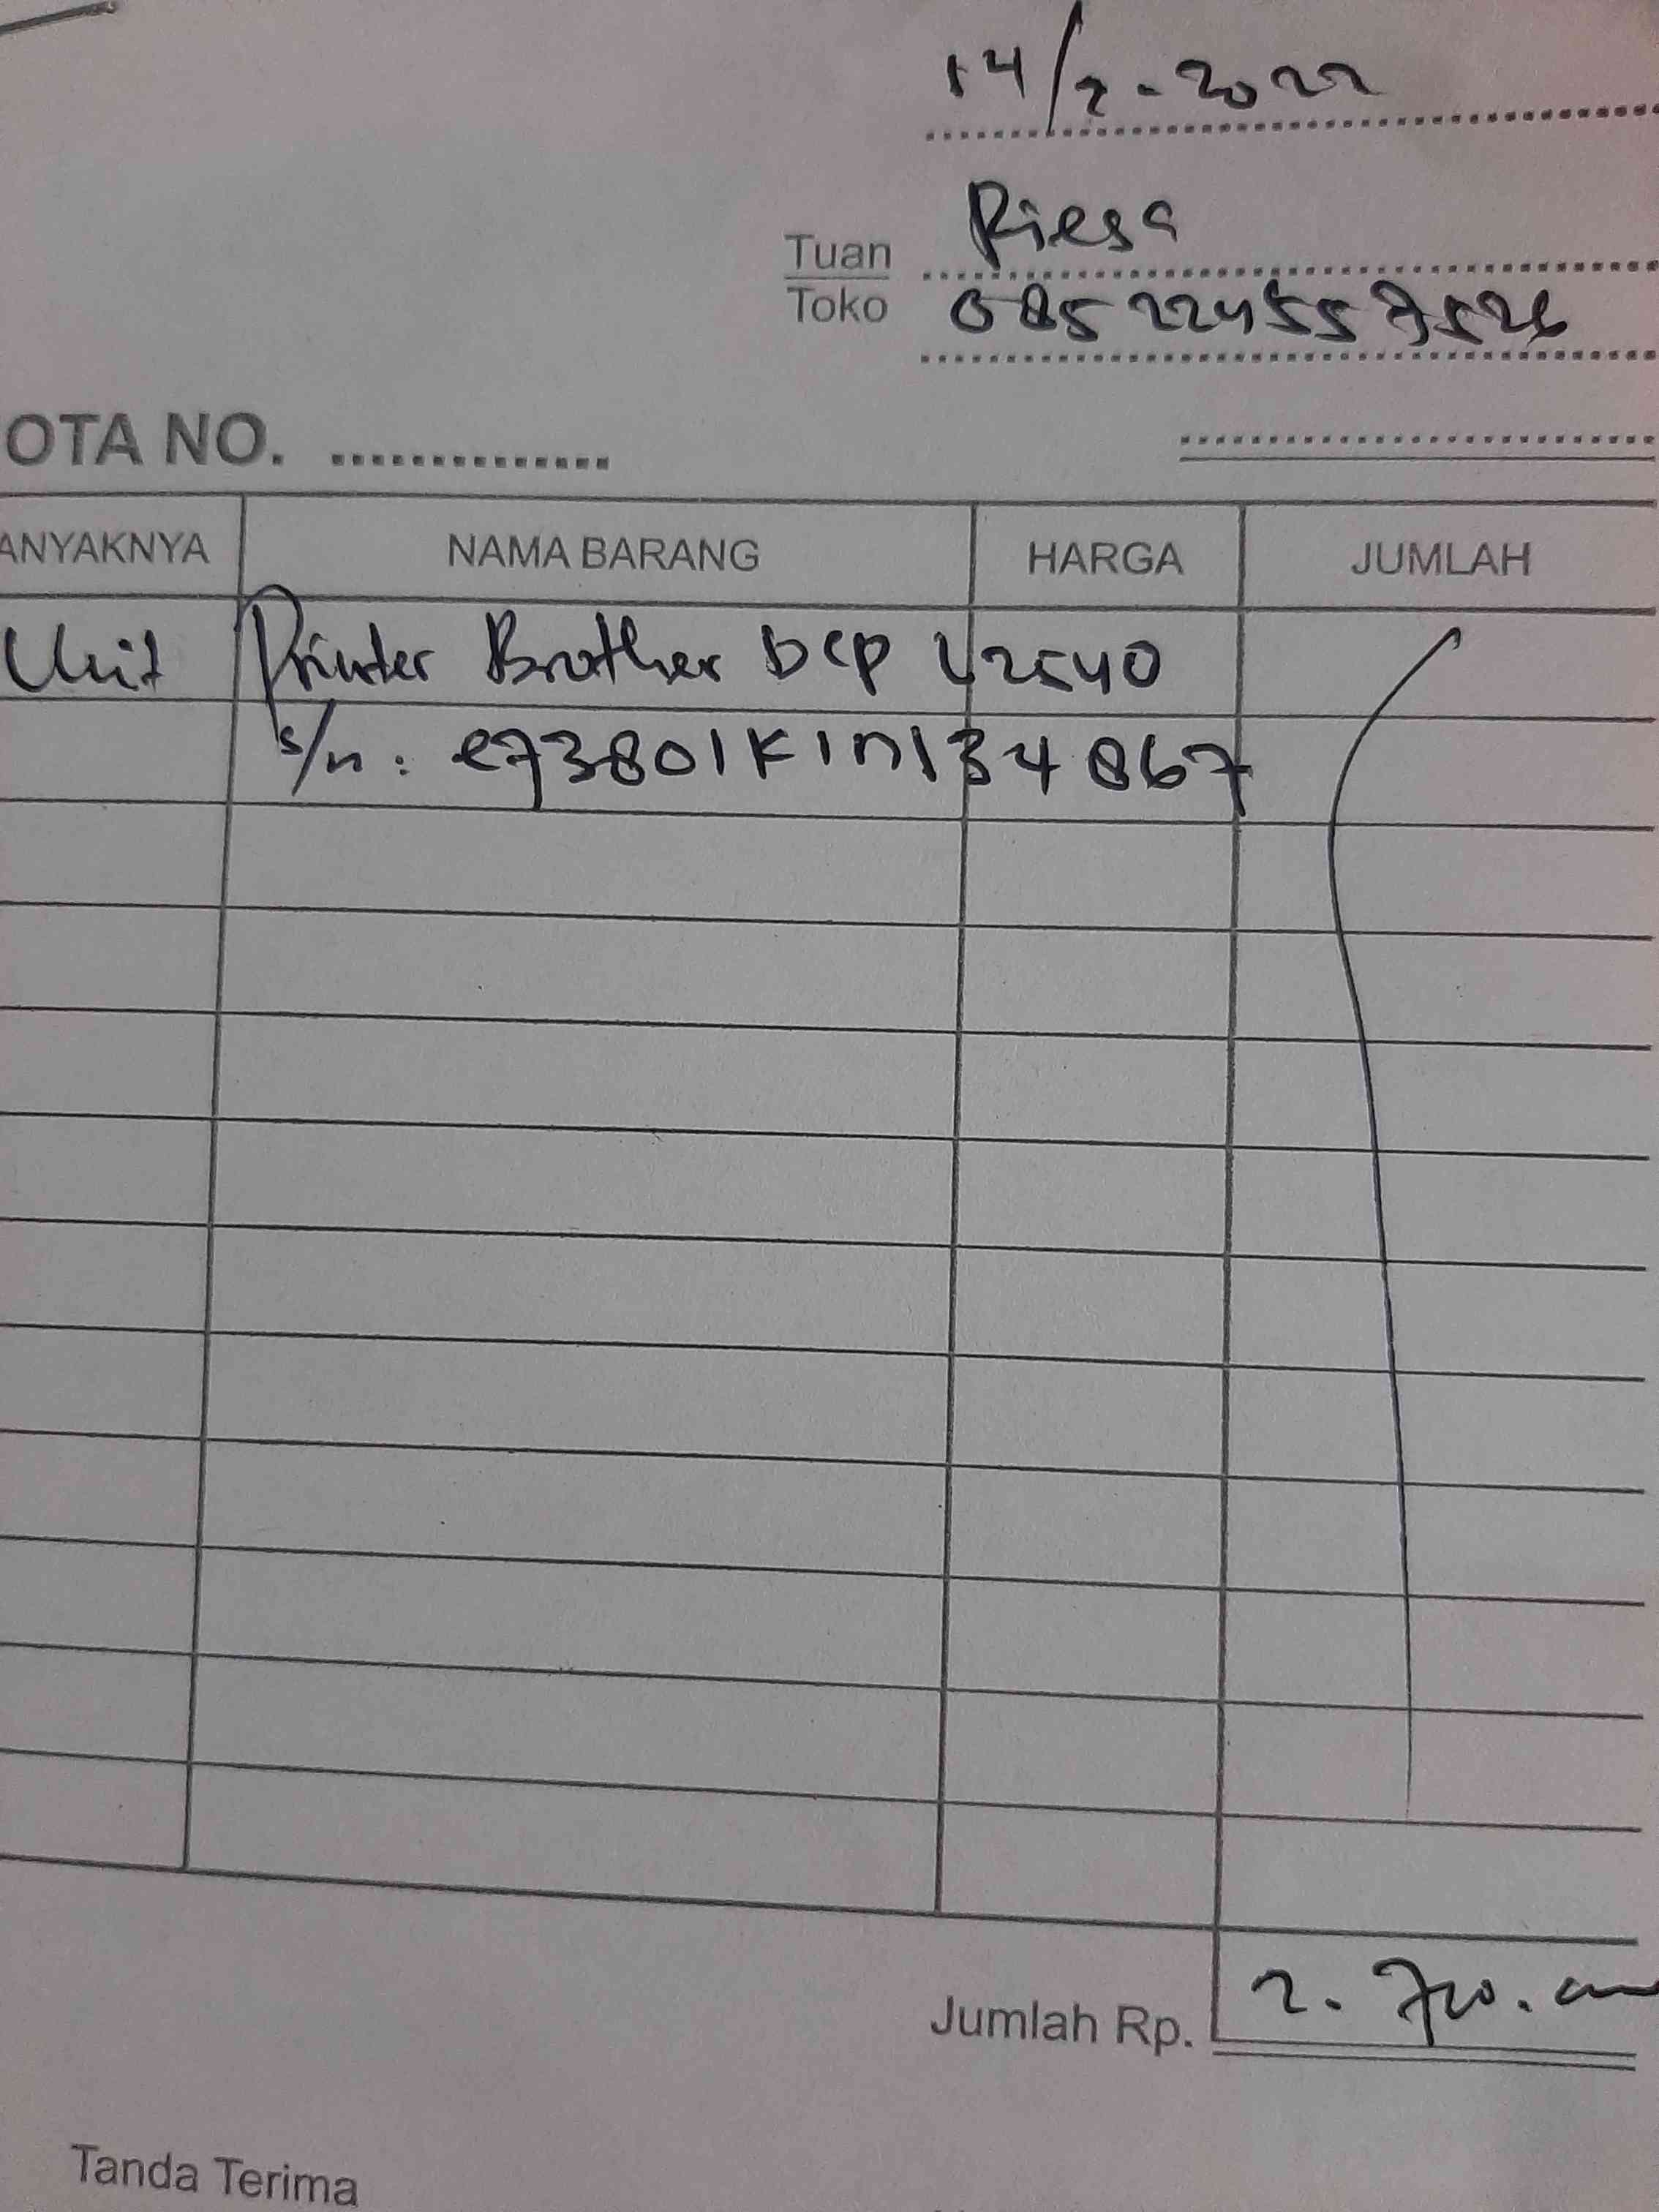 14/2-2022
Riesa
Tuan
Toko 085224557526
OTA NO. ...............
ANYAKNYA NAMA BARANG HARGA JUMLAH
Unit Printer Brother DCP L2540
s/n: e73801K1n134867
Jumlah Rp. 2.720.
Tanda Terima